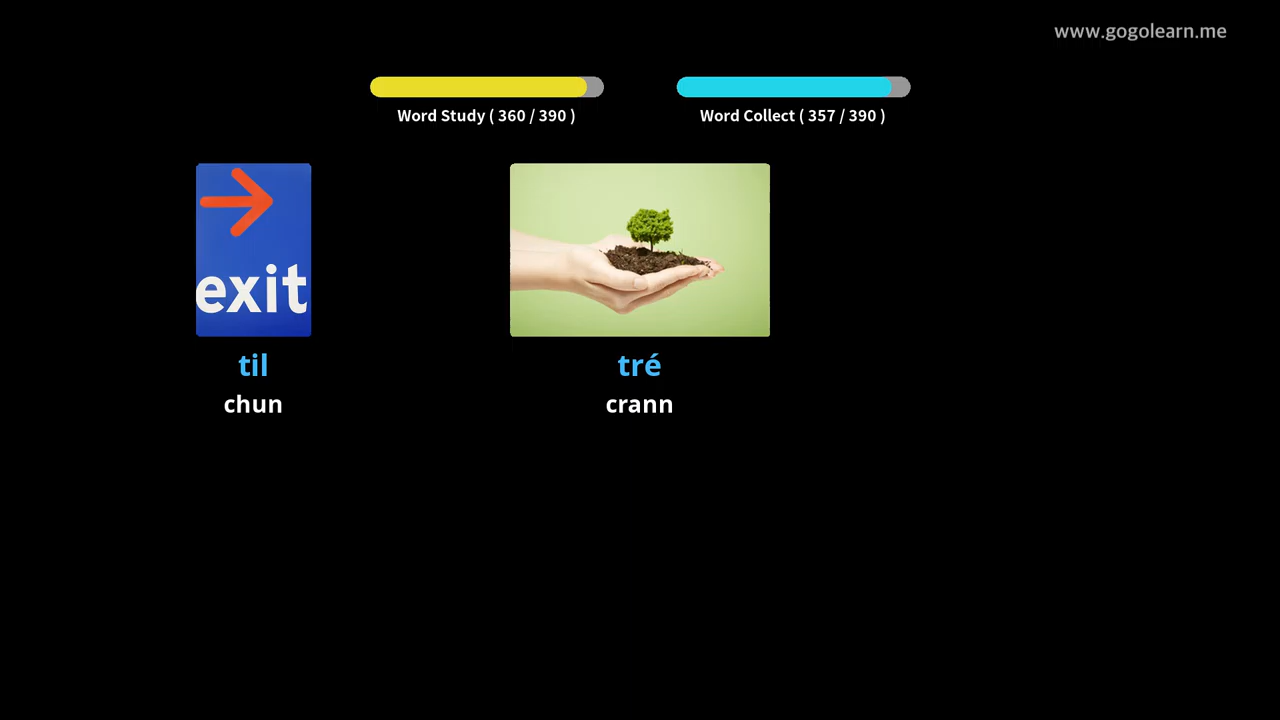 www.gogolearn.me
Word Study ( 360 / 390 )
Word Collect ( 357 / 390 )
exit
til
chun
tré
crann